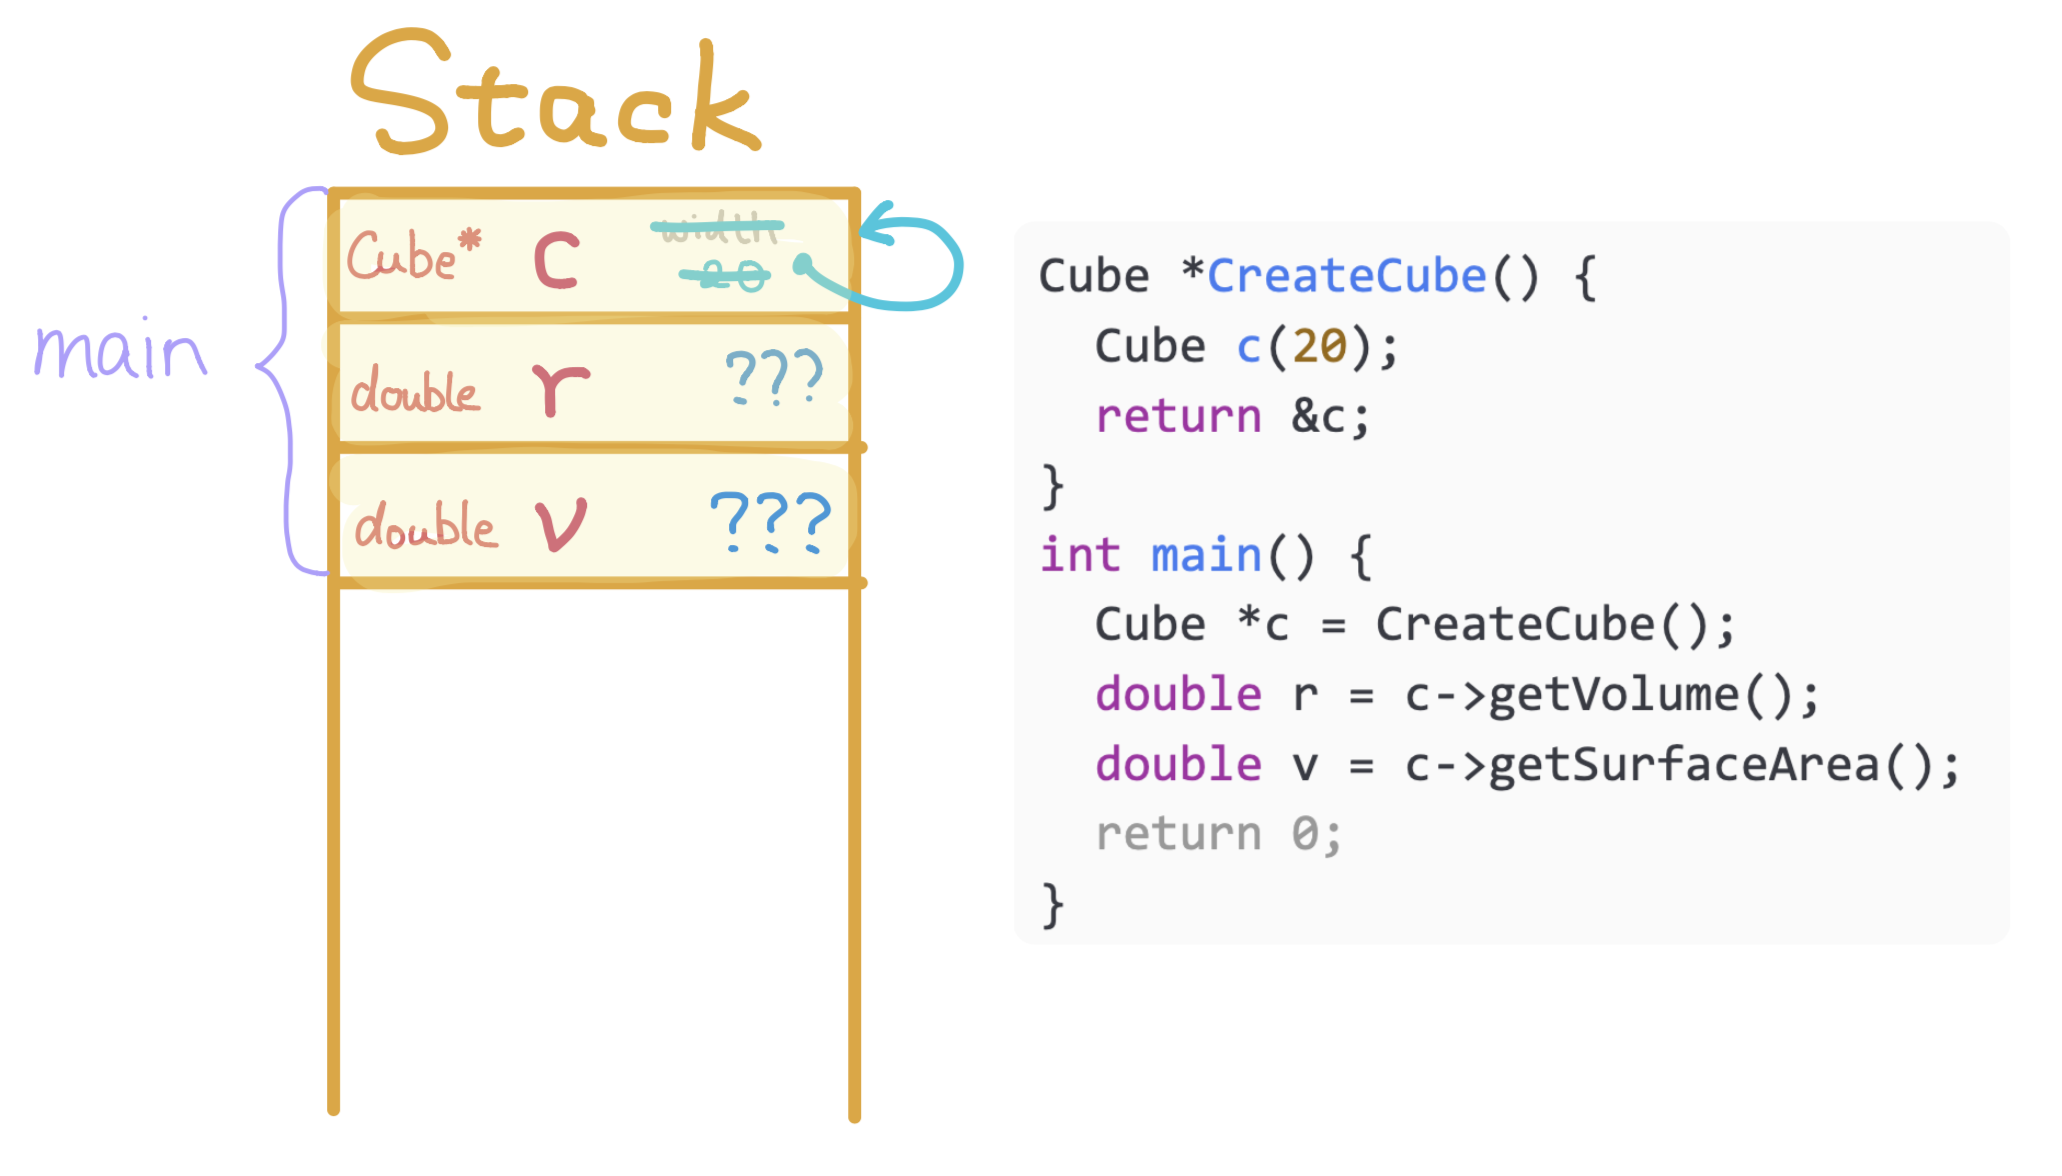 Stack
main
Cube* c width
20
double r ???
double v ???
Cube *CreateCube() {
Cube c(20);
return &c;
}
int main() {
Cube *c = CreateCube();
double r = c->getVolume();
double v = c->getSurfaceArea();
return 0;
}